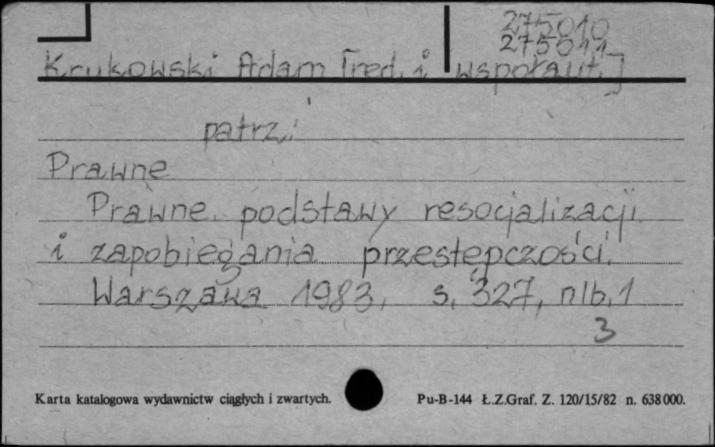 275010
275011
Krukowski Adam [red. i współaut.]
patrz:
Prawne
Prawne podstawy resocjalizacji
i zapobiegania przestępczości.
Warszawa 1983, s. 327, nlb. 1
3
Karta katalogowa wydawnictw ciągłych i zwartych. Pu-B-144 Ł.Z.Graf. Z. 120/15/82 n. 638000.